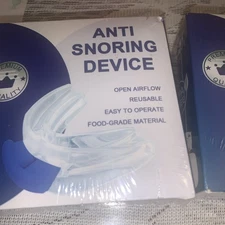 ANTI
SNORING
DEVICE
OPEN AIRFLOW
REUSABLE
EASY TO OPERATE
FOOD-GRADE MATERIAL